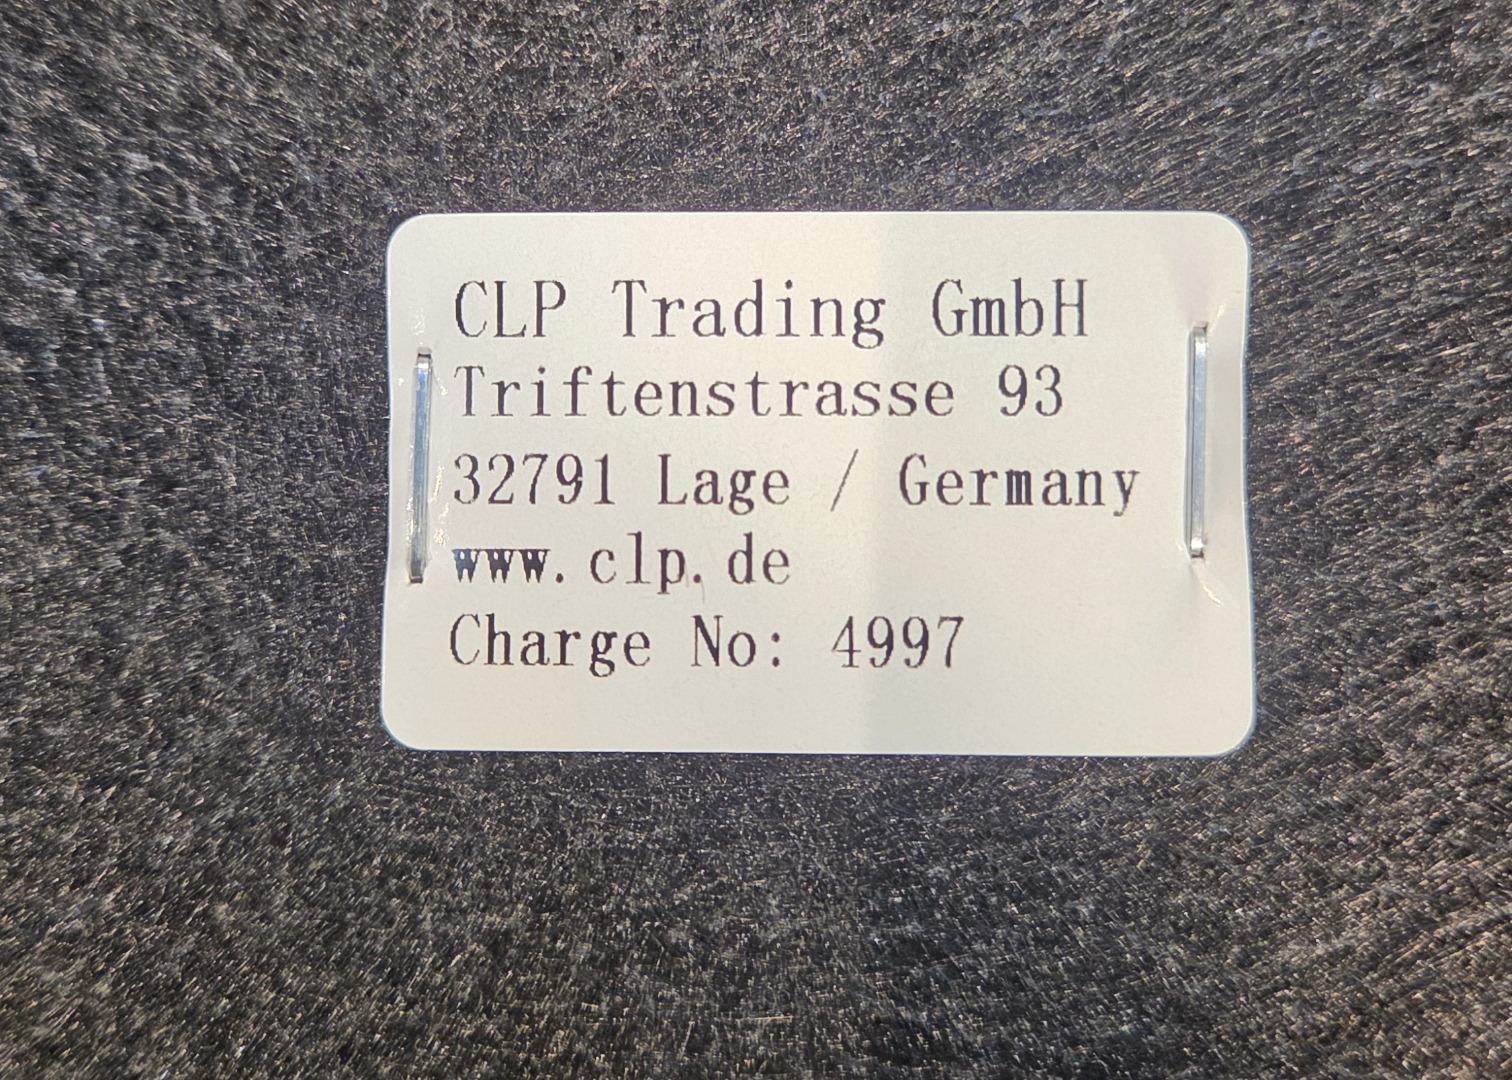 CLP Trading GmbH
Triftenstrasse 93
32791 Lage / Germany
www.clp.de
Charge No: 4997